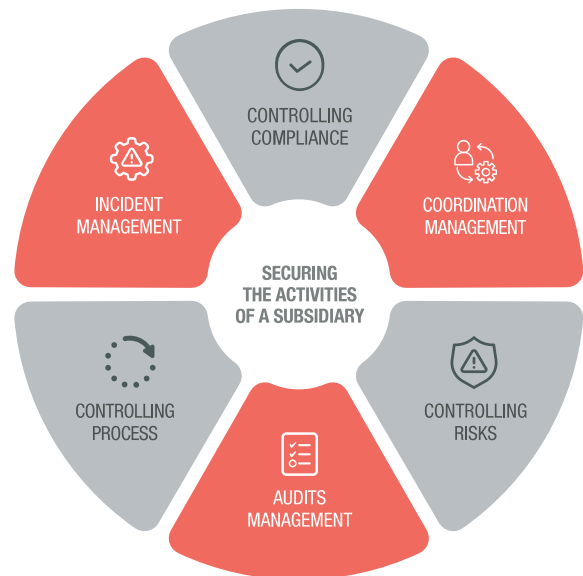 CONTROLLING
COMPLIANCE
COORDINATION
MANAGEMENT
CONTROLLING
RISKS
AUDITS
MANAGEMENT
CONTROLLING
PROCESS
INCIDENT
MANAGEMENT
SECURING
THE ACTIVITIES
OF A SUBSIDIARY